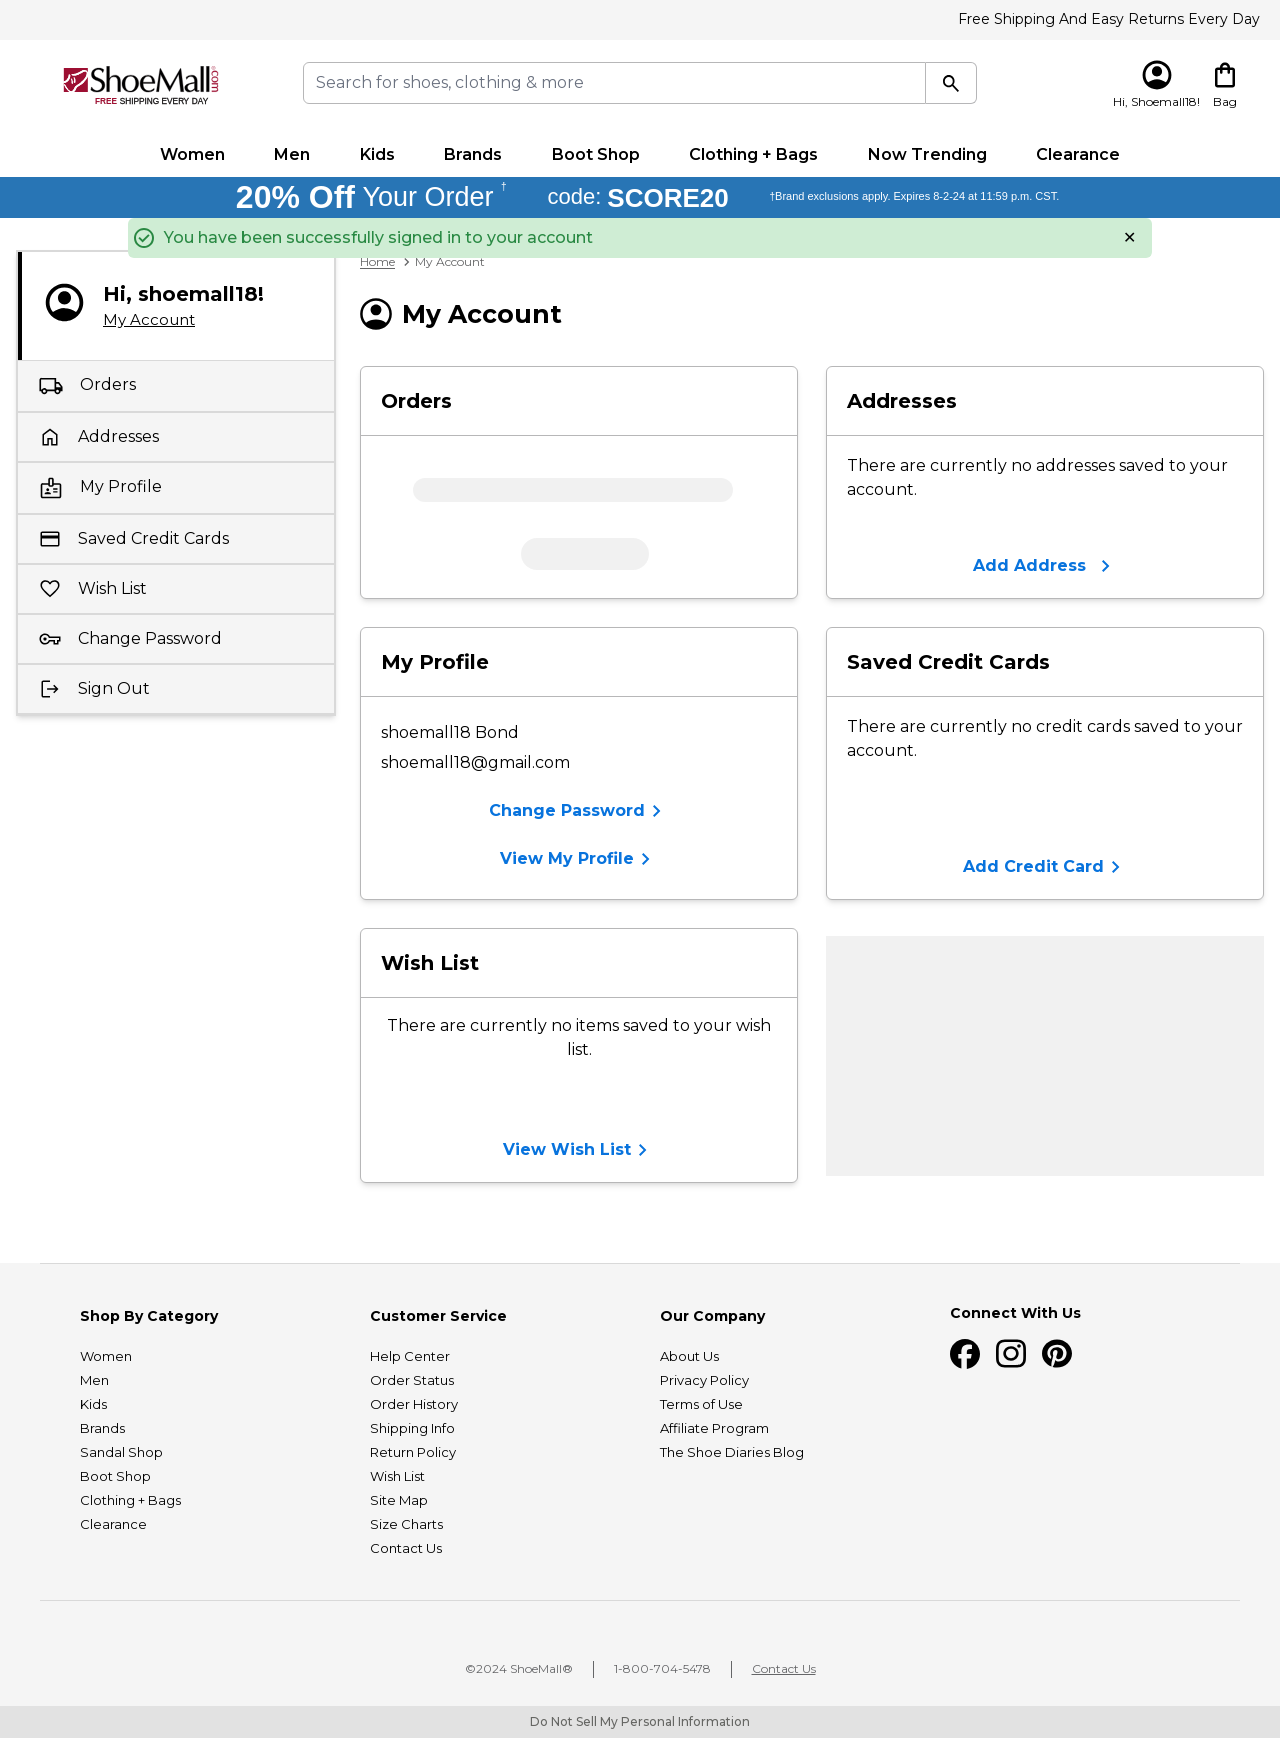 Free Shipping And Easy Returns Every Day
ShoeMall®.com
FREE SHIPPING EVERY DAY
Search for shoes, clothing & more
Hi, Shoemall18!
Bag
Women Men Kids Brands Boot Shop Clothing + Bags Now Trending Clearance
20% Off Your Order † code: SCORE20 †Brand exclusions apply. Expires 8-2-24 at 11:59 p.m. CST.
You have been successfully signed in to your account ×
Home > My Account
Hi, shoemall18!
My Account
Orders
Addresses
My Profile
Saved Credit Cards
Wish List
Change Password
Sign Out
My Account
Orders
Addresses
There are currently no addresses saved to your
account.
Add Address
My Profile
shoemall18 Bond
shoemall18@gmail.com
Change Password
View My Profile
Saved Credit Cards
There are currently no credit cards saved to your
account.
Add Credit Card
Wish List
There are currently no items saved to your wish
list.
View Wish List
Shop By Category
Women
Men
Kids
Brands
Sandal Shop
Boot Shop
Clothing + Bags
Clearance
Customer Service
Help Center
Order Status
Order History
Shipping Info
Return Policy
Wish List
Site Map
Size Charts
Contact Us
Our Company
About Us
Privacy Policy
Terms of Use
Affiliate Program
The Shoe Diaries Blog
Connect With Us
©2024 ShoeMall® 1-800-704-5478 Contact Us
Do Not Sell My Personal Information